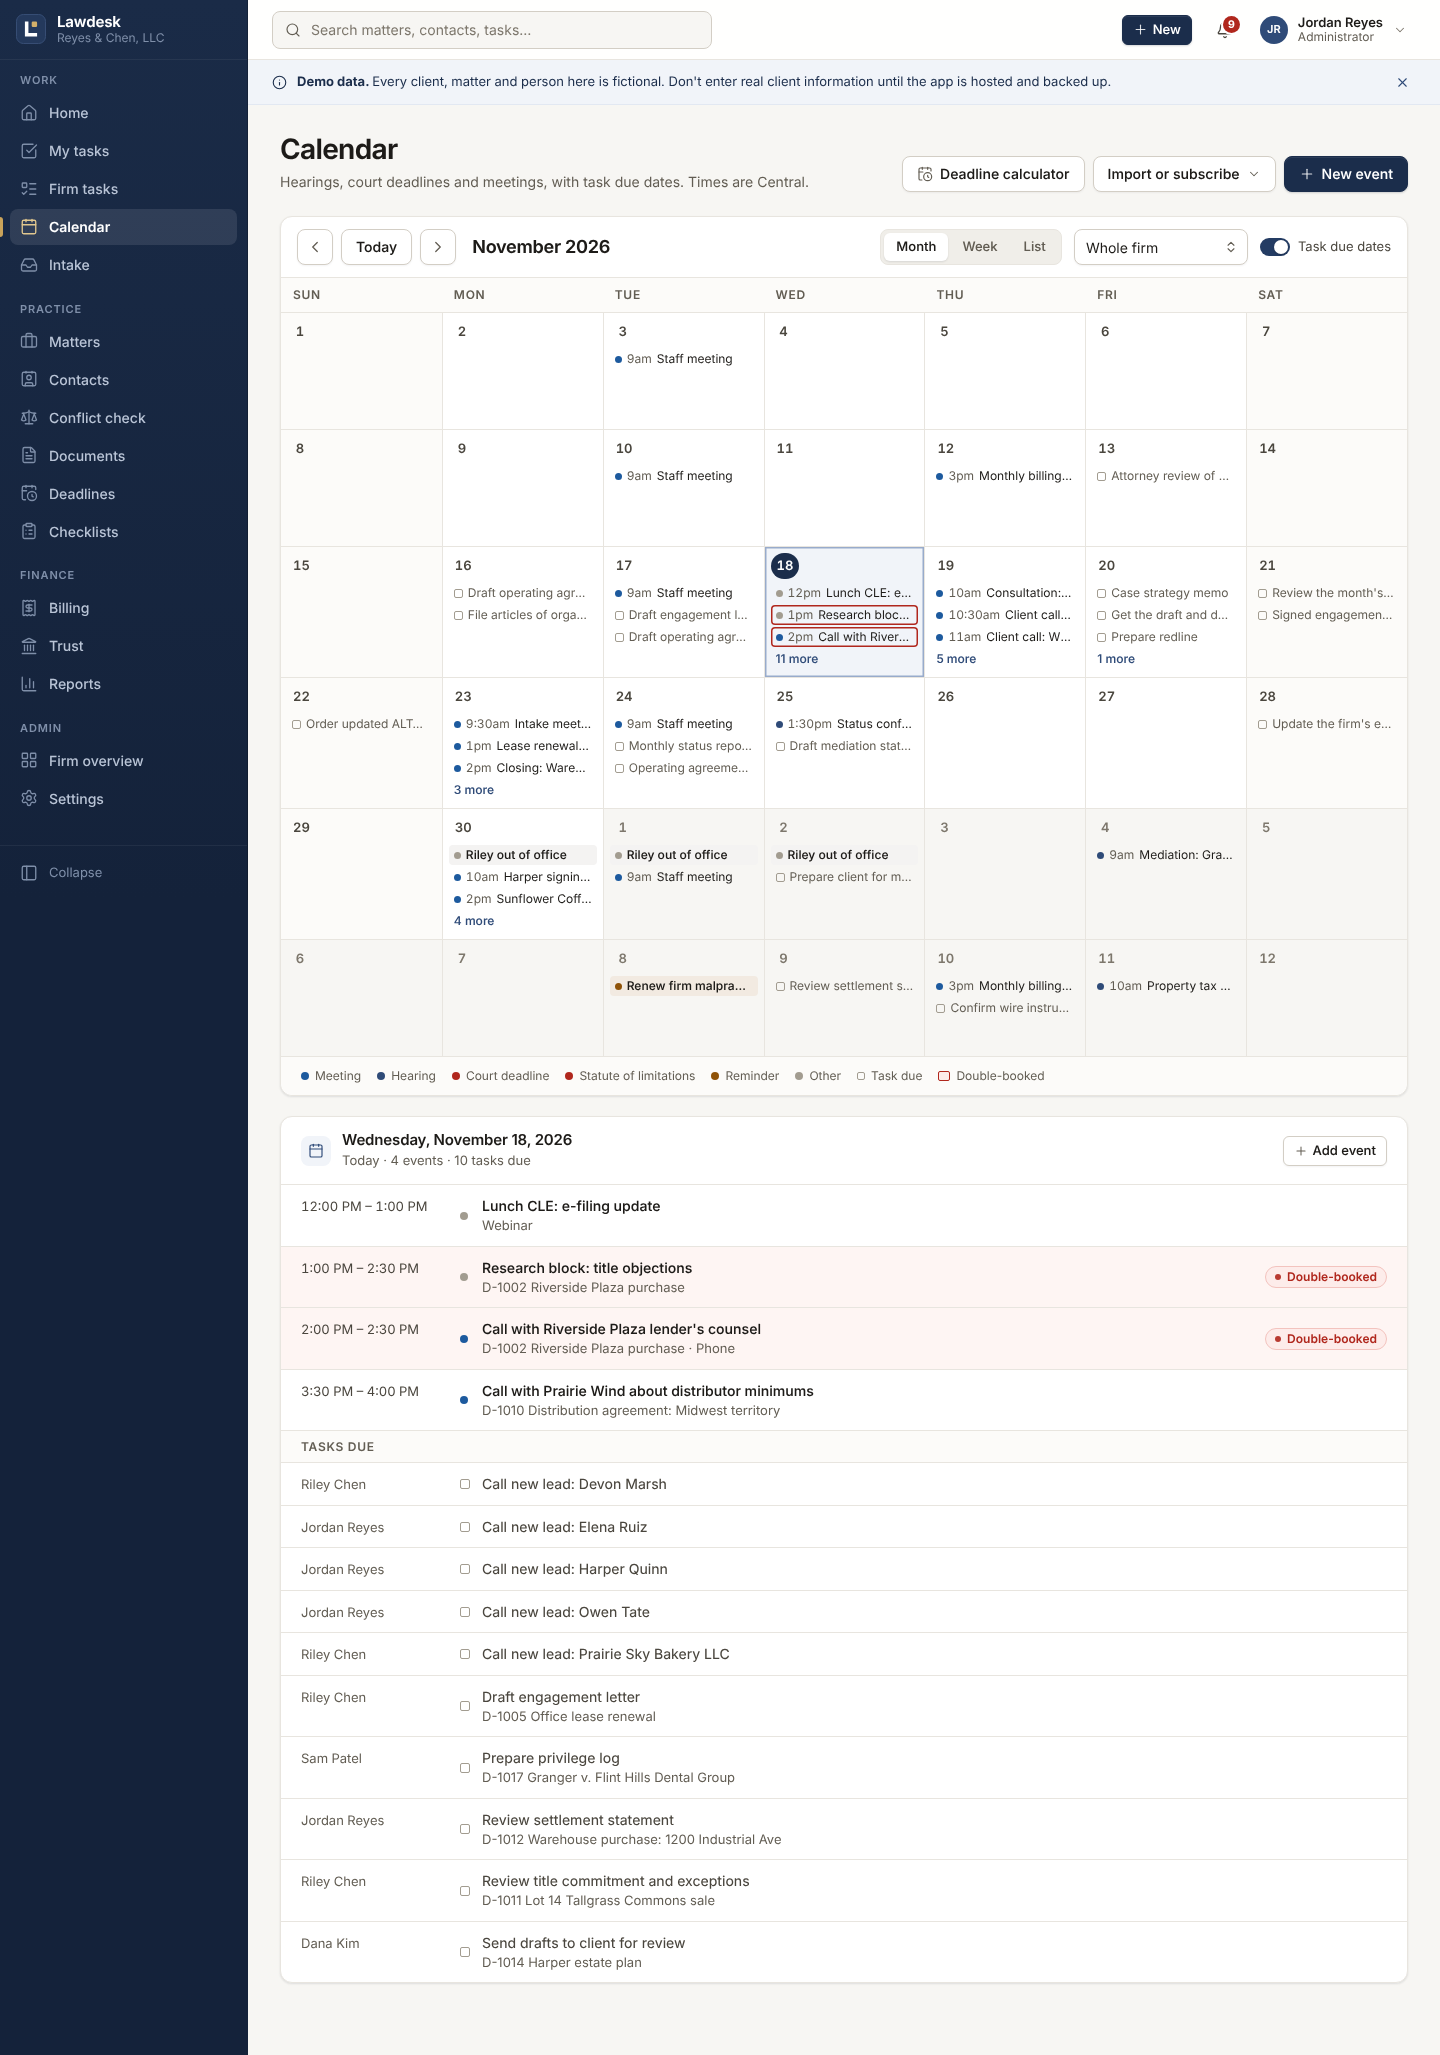 Lawdesk
Reyes & Chen, LLC
WORK
Home
My tasks
Firm tasks
Calendar
Intake
PRACTICE
Matters
Contacts
Conflict check
Documents
Deadlines
Checklists
FINANCE
Billing
Trust
Reports
ADMIN
Firm overview
Settings
Collapse
Search matters, contacts, tasks...
New
9
JR
Jordan Reyes
Administrator
Demo data. Every client, matter and person here is fictional. Don't enter real client information until the app is hosted and backed up.
Calendar
Hearings, court deadlines and meetings, with task due dates. Times are Central.
Deadline calculator
Import or subscribe
New event
Today
November 2026
Month Week List
Whole firm
Task due dates
SUN MON TUE WED THU FRI SAT
1
2
3
9am Staff meeting
4
5
6
7
8
9
10
9am Staff meeting
11
12
3pm Monthly billing...
13
Attorney review of ...
14
15
16
Draft operating agr...
File articles of orga...
17
9am Staff meeting
Draft engagement l...
Draft operating agr...
18
12pm Lunch CLE: e...
1pm Research bloc...
2pm Call with River...
11 more
19
10am Consultation:...
10:30am Client call...
11am Client call: W...
5 more
20
Case strategy memo
Get the draft and d...
Prepare redline
1 more
21
Review the month's...
Signed engagemen...
22
Order updated ALT...
23
9:30am Intake meet...
1pm Lease renewal...
2pm Closing: Ware...
3 more
24
9am Staff meeting
Monthly status repo...
Operating agreeme...
25
1:30pm Status conf...
Draft mediation stat...
26
27
28
Update the firm's e...
29
30
Riley out of office
10am Harper signin...
2pm Sunflower Coff...
4 more
1
Riley out of office
9am Staff meeting
2
Riley out of office
Prepare client for m...
3
4
9am Mediation: Gra...
5
6
7
8
Renew firm malpra...
9
Review settlement s...
10
3pm Monthly billing...
Confirm wire instru...
11
10am Property tax ...
12
Meeting Hearing Court deadline Statute of limitations Reminder Other Task due Double-booked
Wednesday, November 18, 2026
Today · 4 events · 10 tasks due
Add event
12:00 PM – 1:00 PM
Lunch CLE: e-filing update
Webinar
1:00 PM – 2:30 PM
Research block: title objections
D-1002 Riverside Plaza purchase
Double-booked
2:00 PM – 2:30 PM
Call with Riverside Plaza lender's counsel
D-1002 Riverside Plaza purchase · Phone
Double-booked
3:30 PM – 4:00 PM
Call with Prairie Wind about distributor minimums
D-1010 Distribution agreement: Midwest territory
TASKS DUE
Riley Chen
Call new lead: Devon Marsh
Jordan Reyes
Call new lead: Elena Ruiz
Jordan Reyes
Call new lead: Harper Quinn
Jordan Reyes
Call new lead: Owen Tate
Riley Chen
Call new lead: Prairie Sky Bakery LLC
Riley Chen
Draft engagement letter
D-1005 Office lease renewal
Sam Patel
Prepare privilege log
D-1017 Granger v. Flint Hills Dental Group
Jordan Reyes
Review settlement statement
D-1012 Warehouse purchase: 1200 Industrial Ave
Riley Chen
Review title commitment and exceptions
D-1011 Lot 14 Tallgrass Commons sale
Dana Kim
Send drafts to client for review
D-1014 Harper estate plan